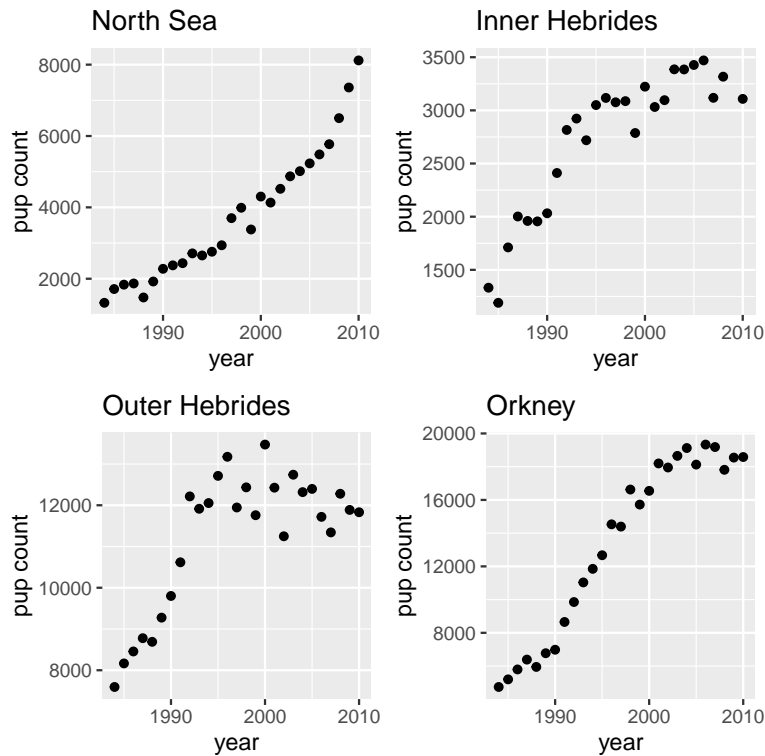 North Sea
8000
6000
4000
2000
pup count
1990 2000 2010
year
Inner Hebrides
3500
3000
2500
2000
1500
pup count
1990 2000 2010
year
Outer Hebrides
12000
10000
8000
pup count
1990 2000 2010
year
Orkney
20000
16000
12000
8000
pup count
1990 2000 2010
year